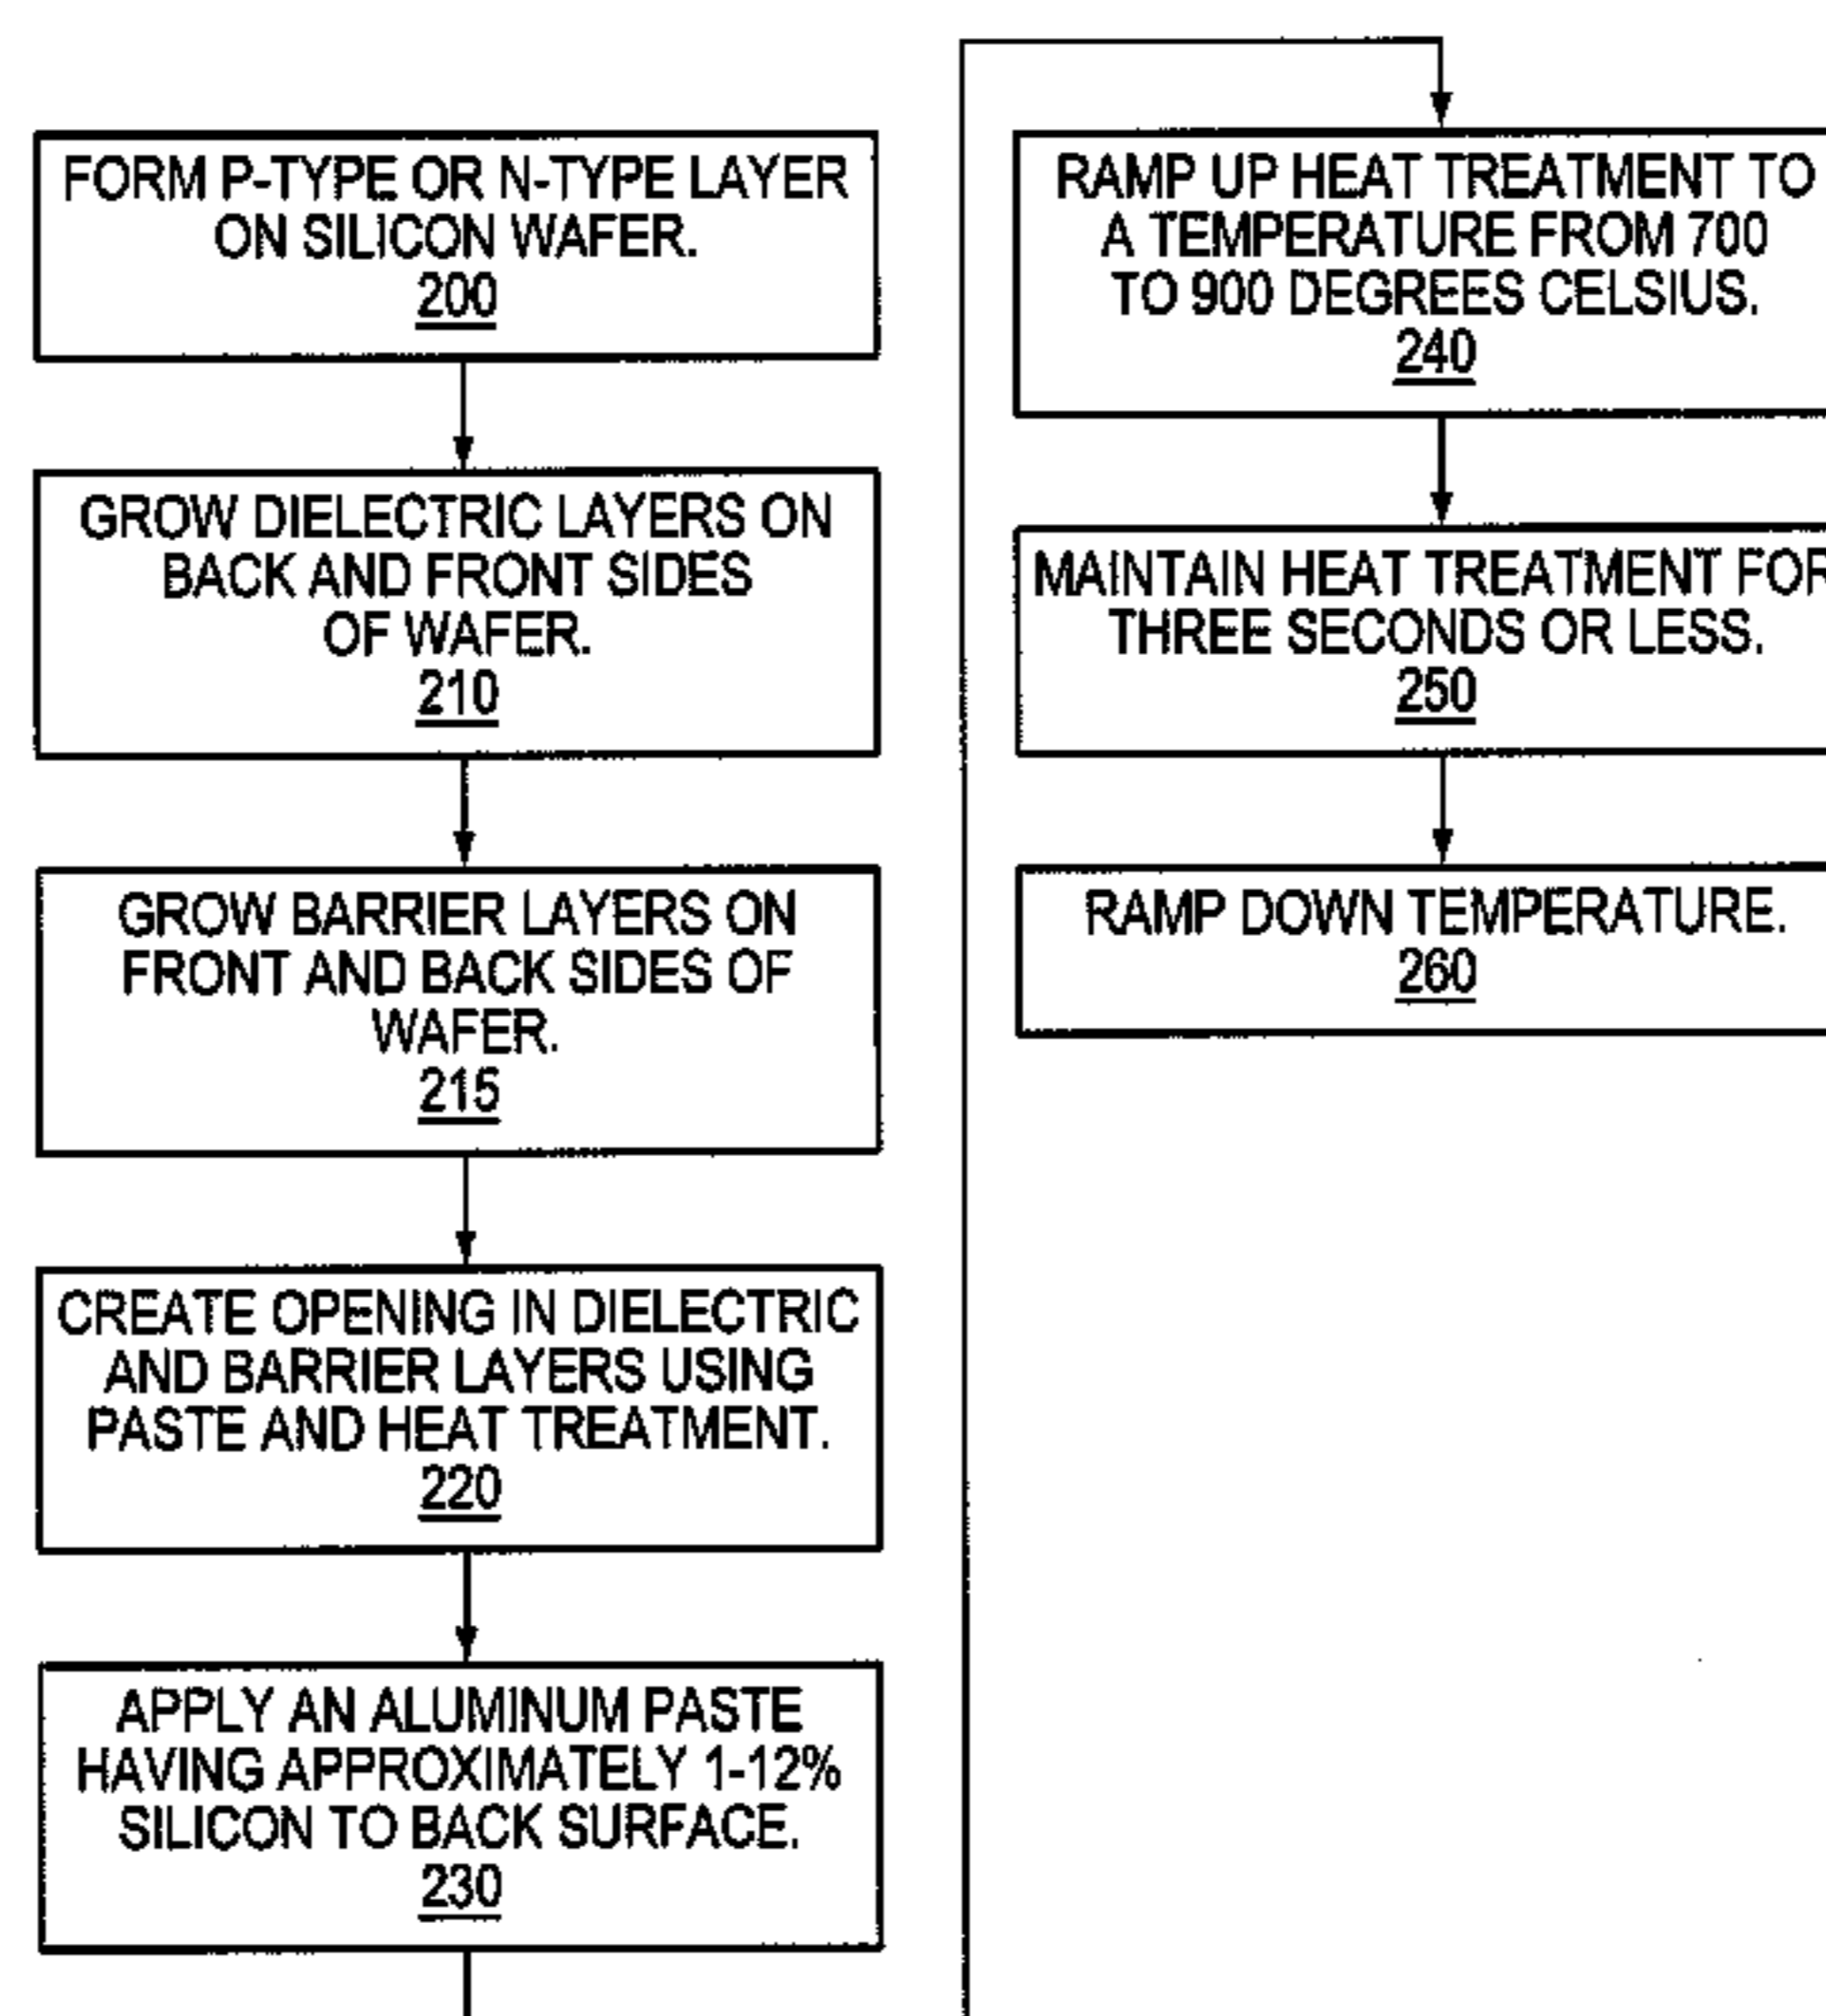 FORM P-TYPE OR N-TYPE LAYER
ON SILICON WAFER.
200
GROW DIELECTRIC LAYERS ON
BACK AND FRONT SIDES
OF WAFER.
210
GROW BARRIER LAYERS ON
FRONT AND BACK SIDES OF
WAFER.
215
CREATE OPENING IN DIELECTRIC
AND BARRIER LAYERS USING
PASTE AND HEAT TREATMENT.
220
APPLY AN ALUMINUM PASTE
HAVING APPROXIMATELY 1-12%
SILICON TO BACK SURFACE.
230
RAMP UP HEAT TREATMENT TO
A TEMPERATURE FROM 700
TO 900 DEGREES CELSIUS.
240
MAINTAIN HEAT TREATMENT FOR
THREE SECONDS OR LESS.
250
RAMP DOWN TEMPERATURE.
260